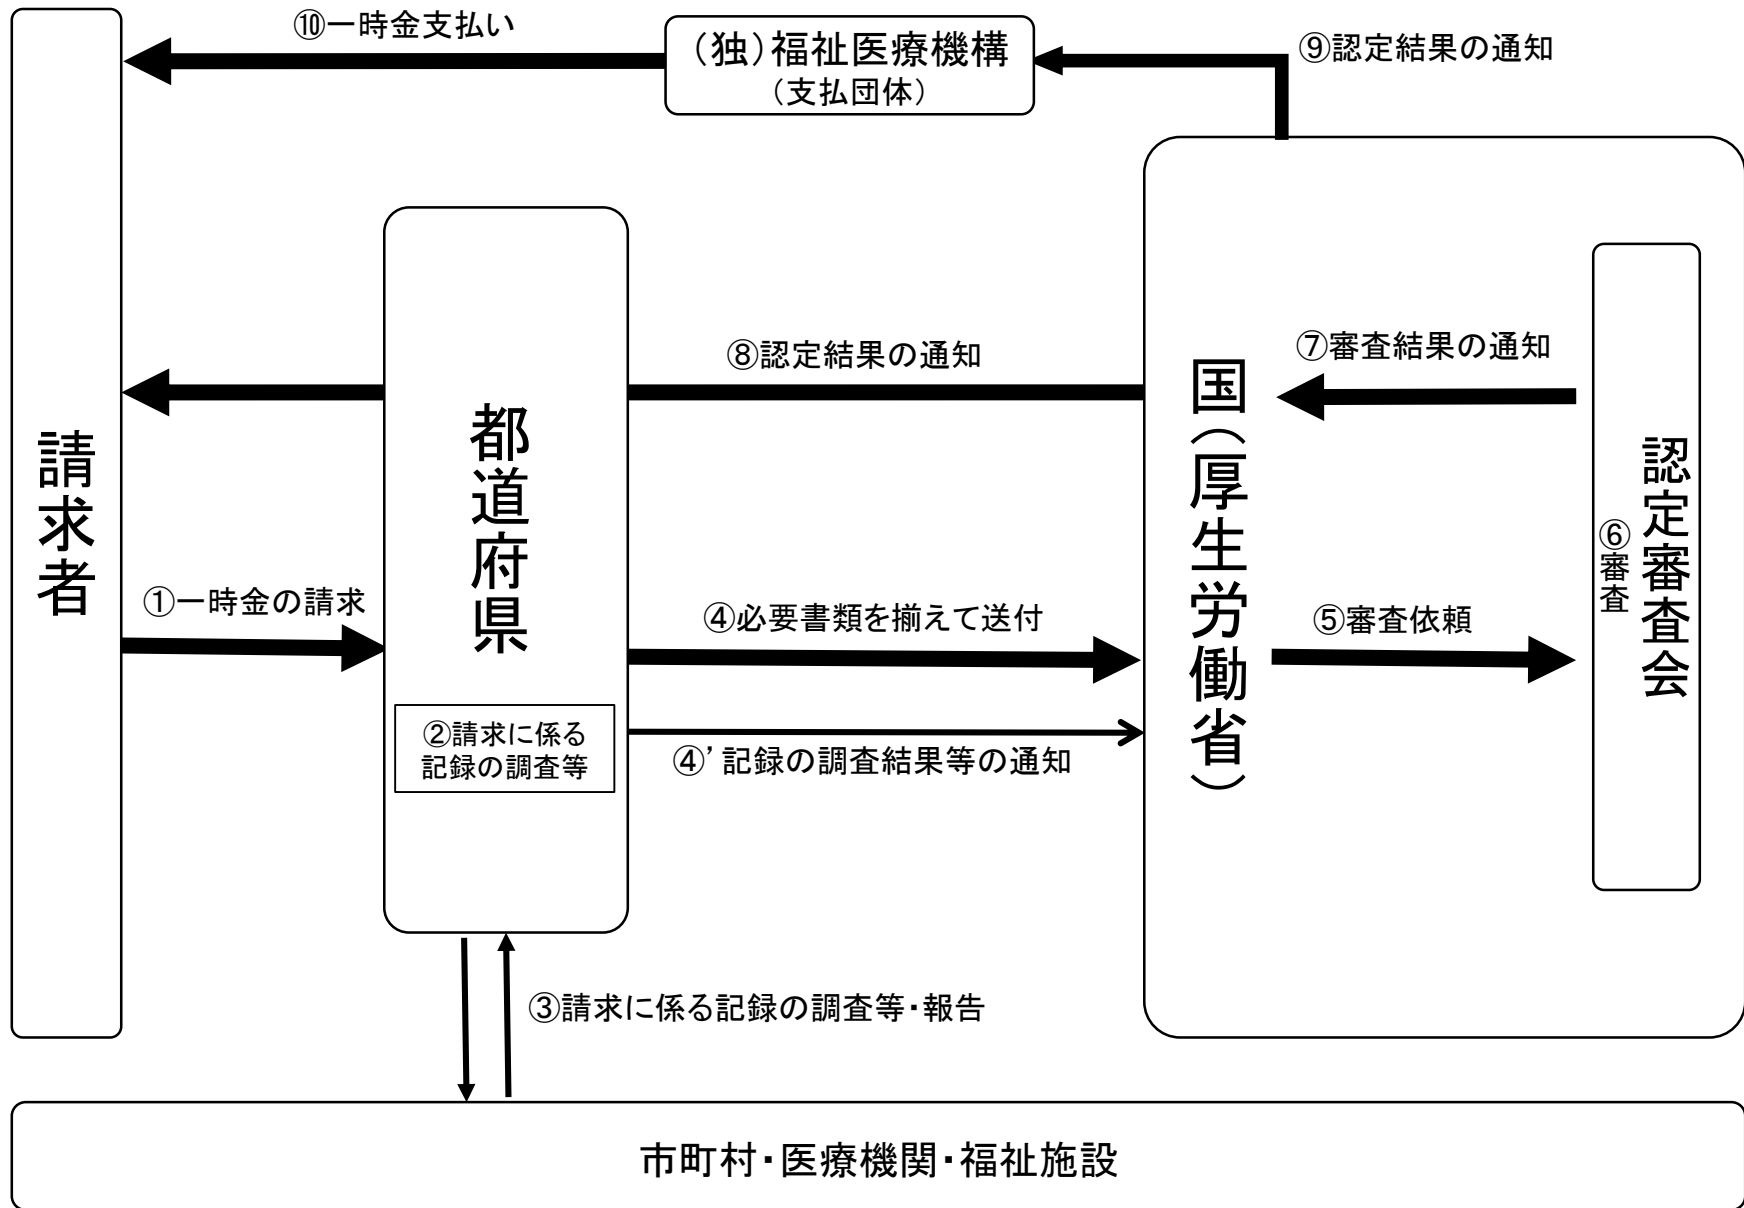 ⑩一時金支払い
（独）福祉医療機構
（支払団体）
⑨認定結果の通知
⑧認定結果の通知
⑦審査結果の通知
請求者
都道府県
国（厚生労働省）
認定審査会
⑥審査
①一時金の請求
④必要書類を揃えて送付
⑤審査依頼
②請求に係る
記録の調査等
④’記録の調査結果等の通知
③請求に係る記録の調査等・報告
市町村・医療機関・福祉施設